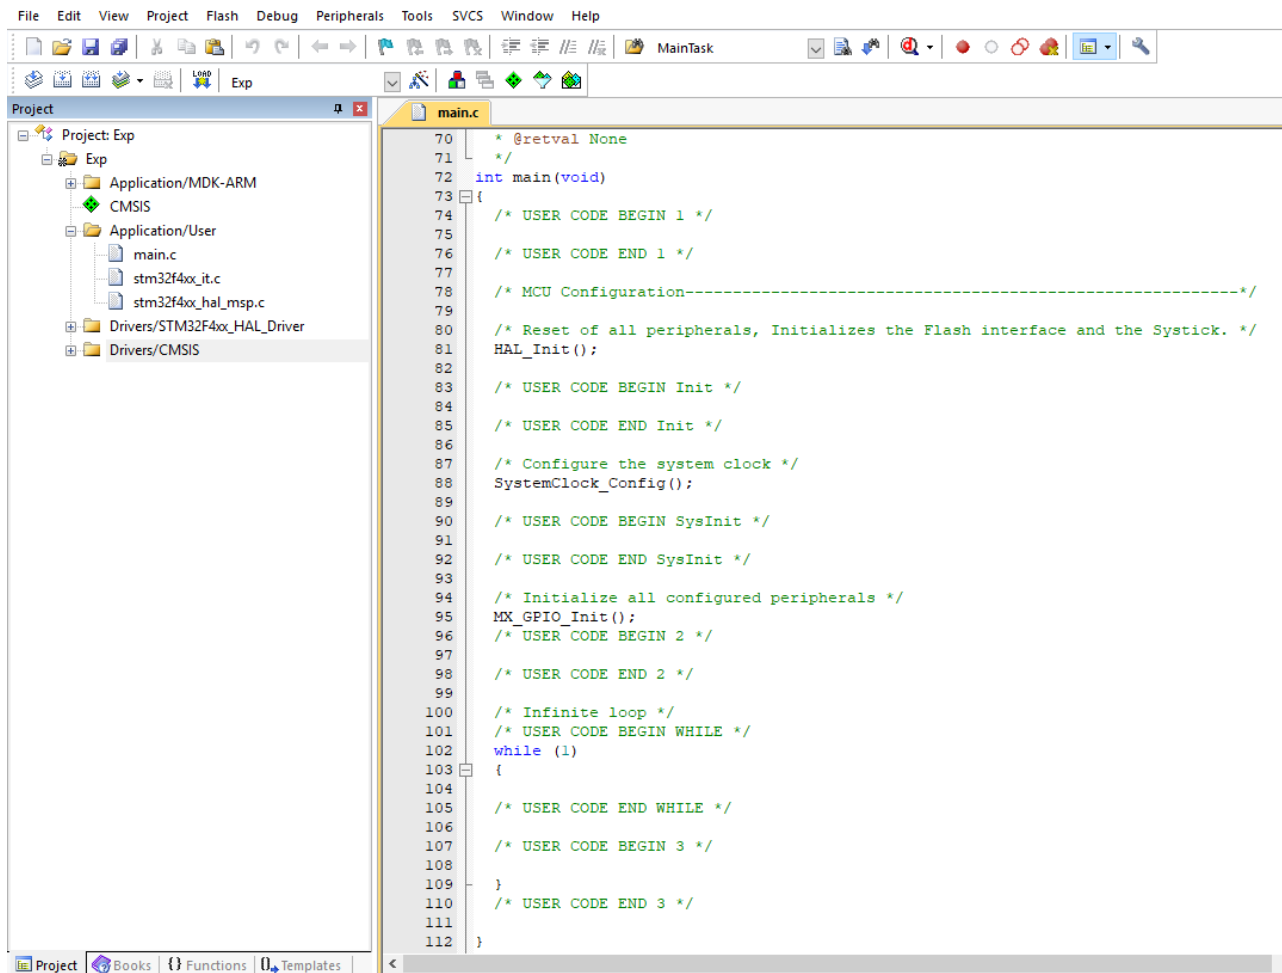 File Edit View Project Flash Debug Peripherals Tools SVCS Window Help
MainTask
LOAD Exp
Project
main.c
Project: Exp
Exp
Application/MDK-ARM
CMSIS
Application/User
main.c
stm32f4xx_it.c
stm32f4xx_hal_msp.c
Drivers/STM32F4xx_HAL_Driver
Drivers/CMSIS
70 * @retval None
71 */
72 int main(void)
73 {
74 /* USER CODE BEGIN 1 */
75
76 /* USER CODE END 1 */
77
78 /* MCU Configuration----------------------------------------------------------*/
79
80 /* Reset of all peripherals, Initializes the Flash interface and the Systick. */
81 HAL_Init();
82
83 /* USER CODE BEGIN Init */
84
85 /* USER CODE END Init */
86
87 /* Configure the system clock */
88 SystemClock_Config();
89
90 /* USER CODE BEGIN SysInit */
91
92 /* USER CODE END SysInit */
93
94 /* Initialize all configured peripherals */
95 MX_GPIO_Init();
96 /* USER CODE BEGIN 2 */
97
98 /* USER CODE END 2 */
99
100 /* Infinite loop */
101 /* USER CODE BEGIN WHILE */
102 while (1)
103 {
104
105 /* USER CODE END WHILE */
106
107 /* USER CODE BEGIN 3 */
108
109 }
110 /* USER CODE END 3 */
111
112 }
Project Books {} Functions 0 Templates